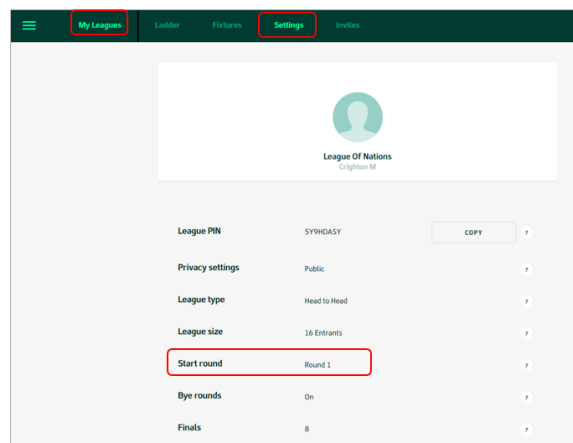 My Leagues Ladder Fixtures Settings Invites
League Of Nations
Crighton M
League PIN 5Y9HDASY COPY ?
Privacy settings Public ?
League type Head to Head ?
League size 16 Entrants ?
Start round Round 1 ?
Bye rounds On ?
Finals 8 ?